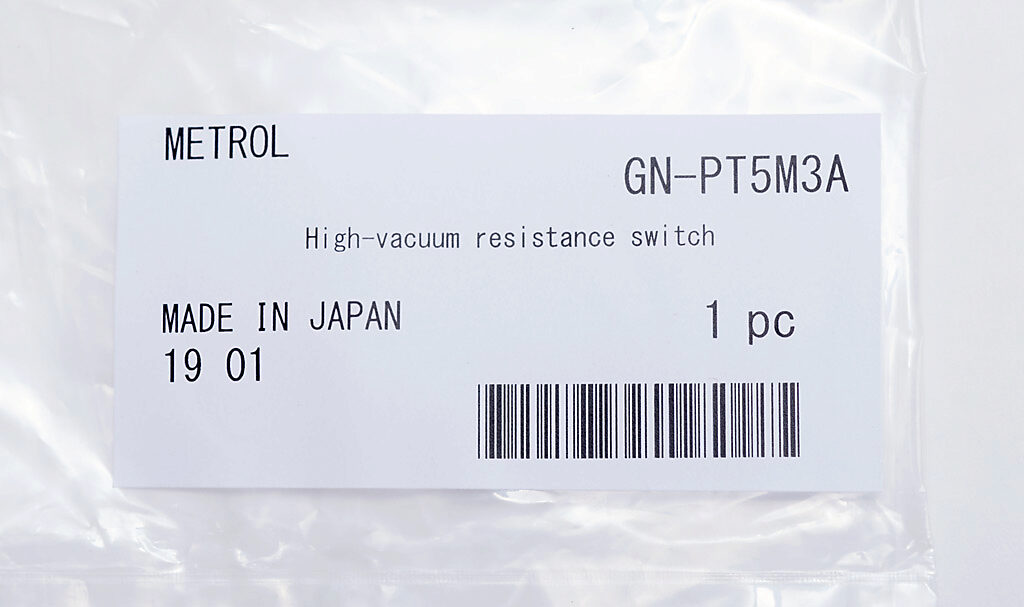 METROL
GN-PT5M3A
High-vacuum resistance switch
MADE IN JAPAN
1 pc
19 01